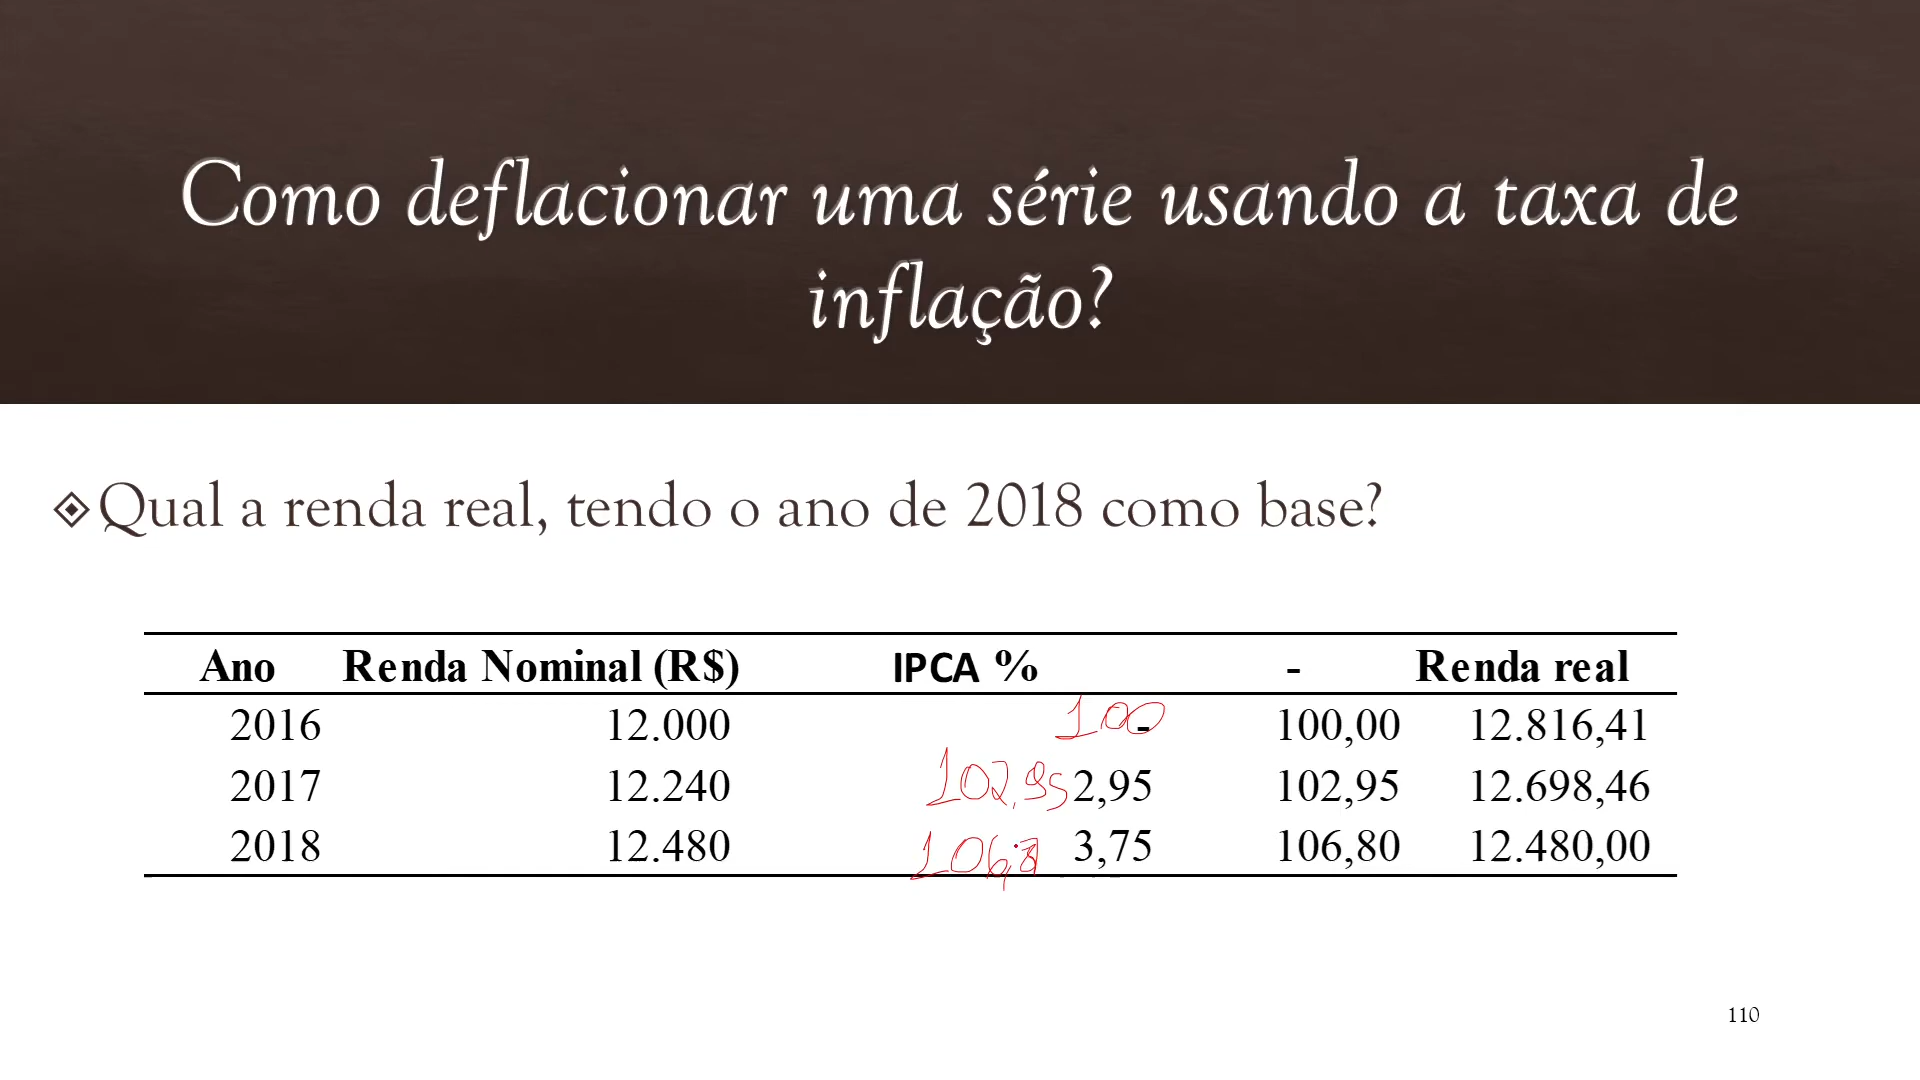 Como deflacionar uma série usando a taxa de
inflação?
Qual a renda real, tendo o ano de 2018 como base?
Ano Renda Nominal (R$) IPCA % - Renda real
2016 12.000 100 - 100,00 12.816,41
2017 12.240 102,95 2,95 102,95 12.698,46
2018 12.480 106,8 3,75 106,80 12.480,00
110